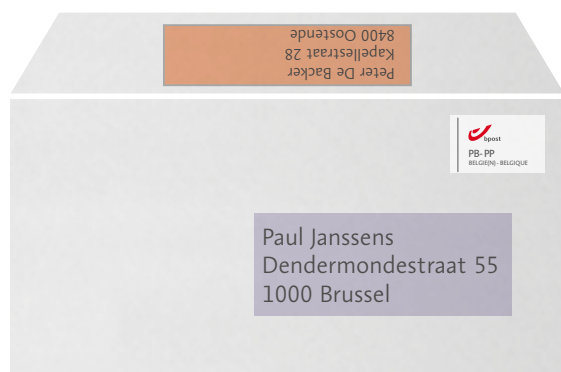 Peter De Backer
Kapellestraat 28
8400 Oostende
bpost
PB-PP
BELGIE(N) - BELGIQUE
Paul Janssens
Dendermondestraat 55
1000 Brussel